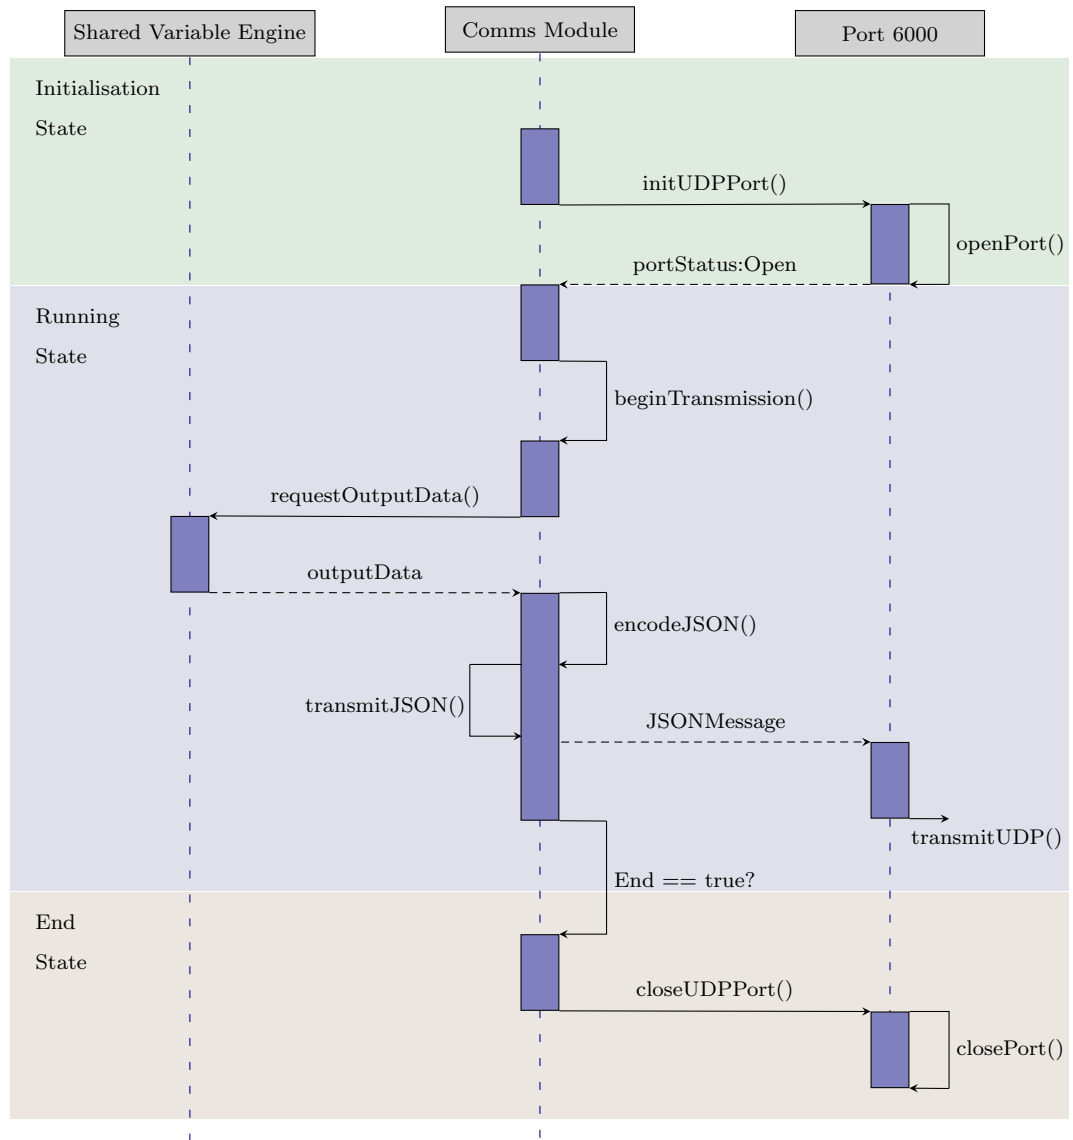 Shared Variable Engine
Comms Module
Port 6000
Initialisation
State
initUDPPort()
openPort()
portStatus:Open
Running
State
beginTransmission()
requestOutputData()
outputData
encodeJSON()
transmitJSON()
JSONMessage
transmitUDP()
End == true?
End
State
closeUDPPort()
closePort()